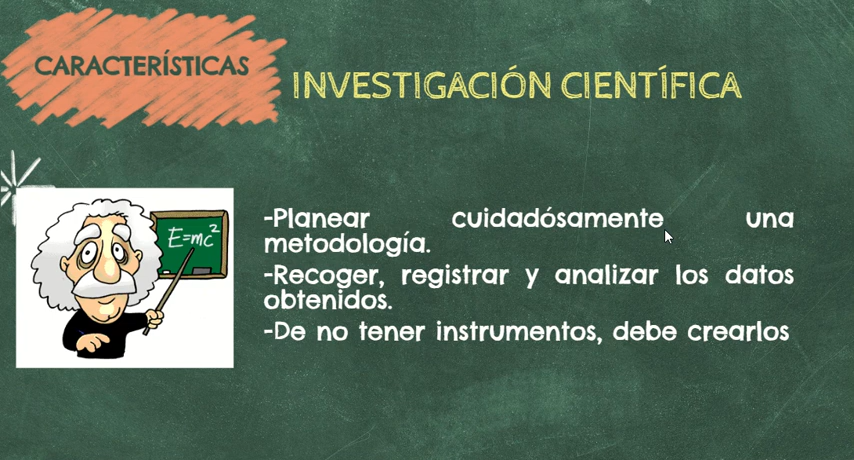 CARACTERÍSTICAS
INVESTIGACIÓN CIENTÍFICA
E=mc²
-Planear cuidadósamente una
metodología.
-Recoger, registrar y analizar los datos
obtenidos.
-De no tener instrumentos, debe crearlos